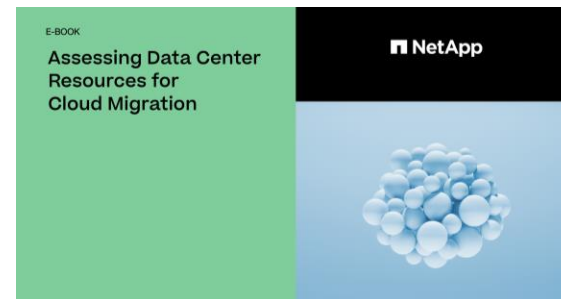 E-BOOK
Assessing Data Center
Resources for
Cloud Migration
NetApp